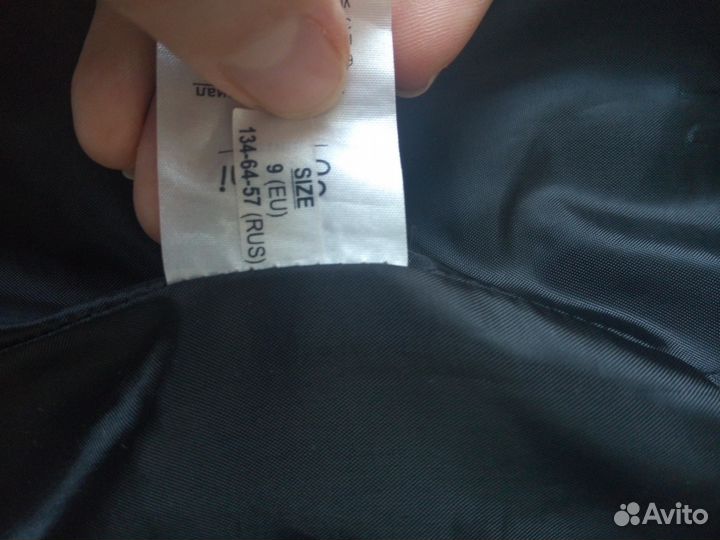 SIZE
9 (EU)
134-64-57 (RUS)
Avito